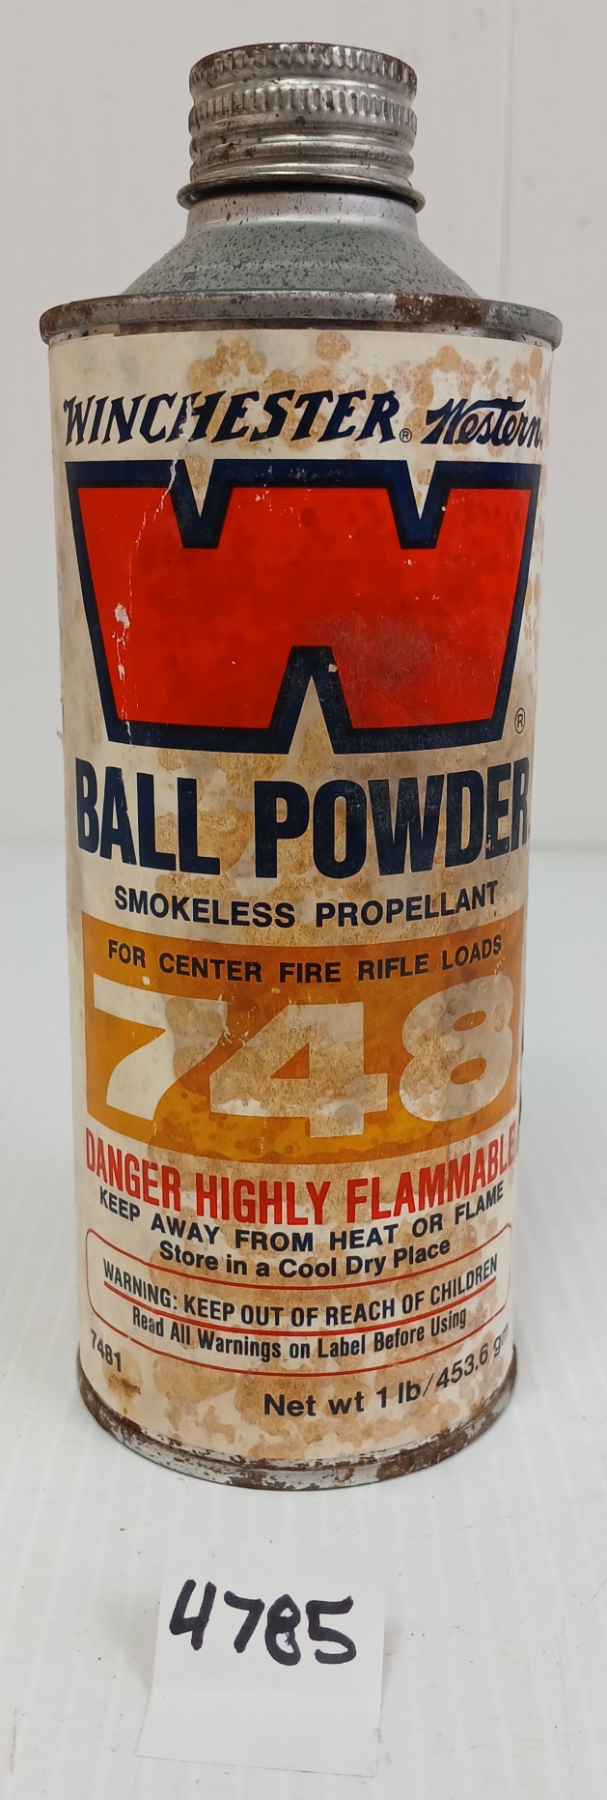 WINCHESTER® Western®
W®
BALL POWDER®
SMOKELESS PROPELLANT
FOR CENTER FIRE RIFLE LOADS
748
DANGER HIGHLY FLAMMABLE
KEEP AWAY FROM HEAT OR FLAME
Store in a Cool Dry Place
WARNING: KEEP OUT OF REACH OF CHILDREN
Read All Warnings on Label Before Using
7481
Net wt 1 lb/453.6 gm
4785